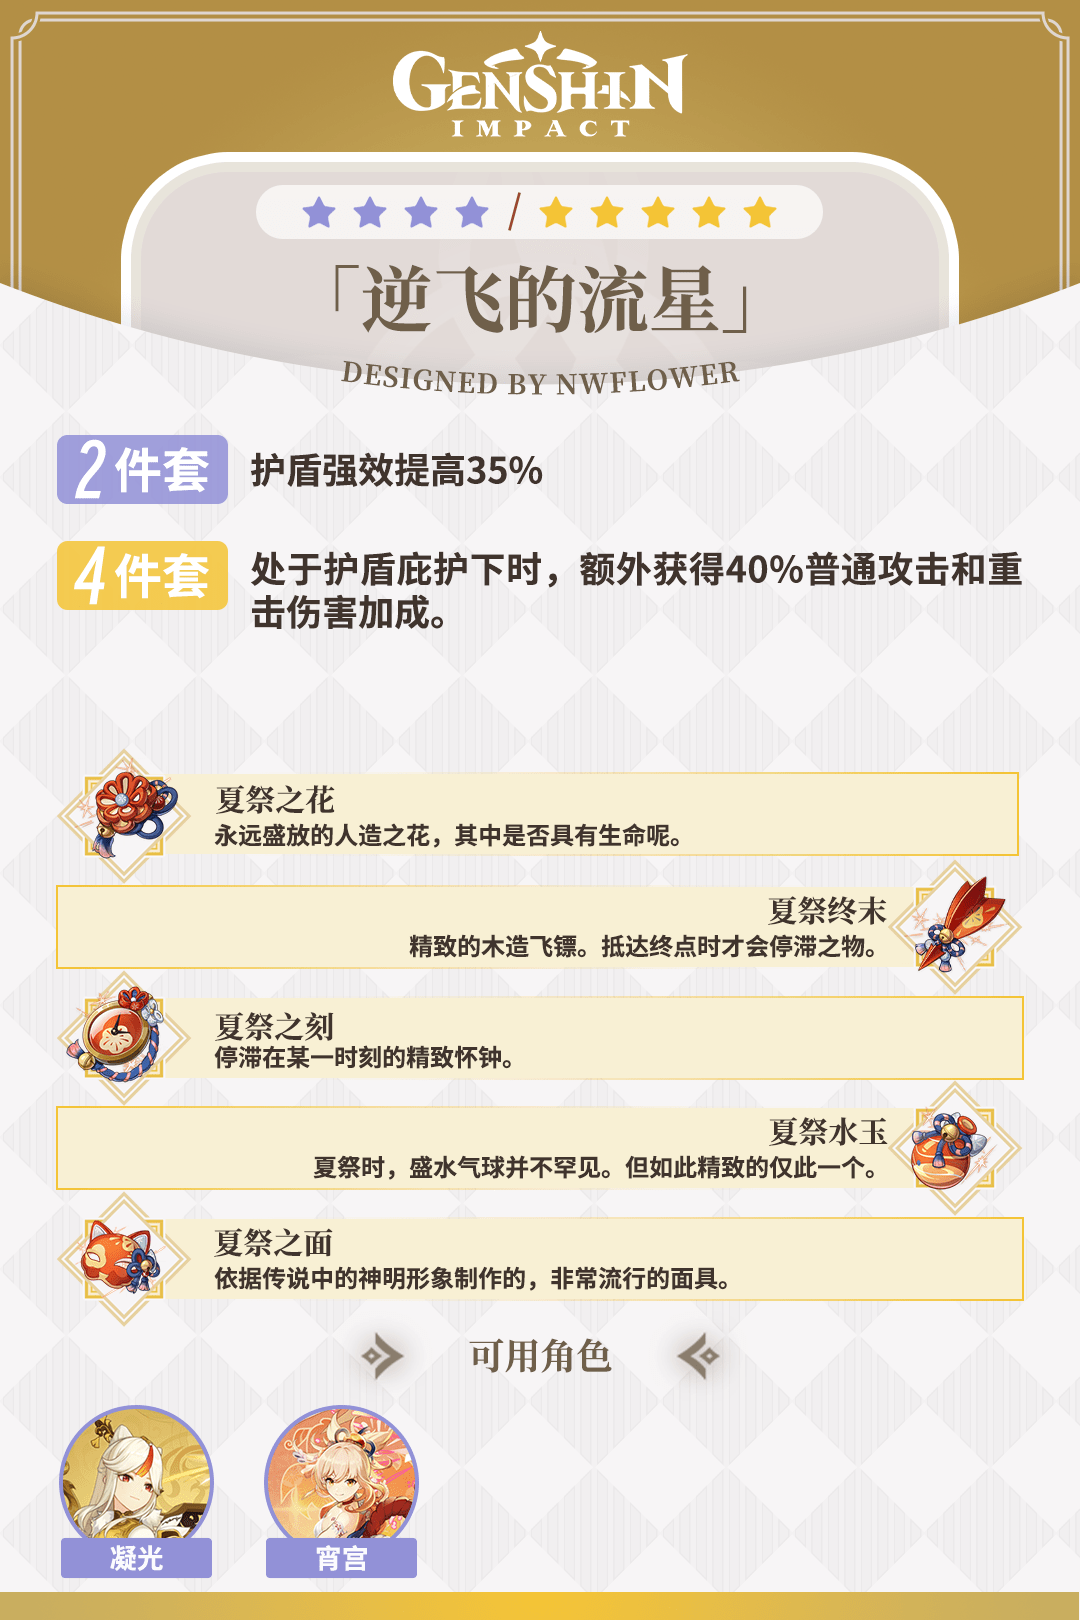 GENSHIN
IMPACT
「逆飞的流星」
DESIGNED BY NWFLOWER
2件套
护盾强效提高35%
4件套
处于护盾庇护下时，额外获得40%普通攻击和重
击伤害加成。
夏祭之花
永远盛放的人造之花，其中是否具有生命呢。
夏祭终末
精致的木造飞镖。抵达终点时才会停滞之物。
夏祭之刻
停滞在某一时刻的精致怀钟。
夏祭水玉
夏祭时，盛水气球并不罕见。但如此精致的仅此一个。
夏祭之面
依据传说中的神明形象制作的，非常流行的面具。
可用角色
凝光
宵宫